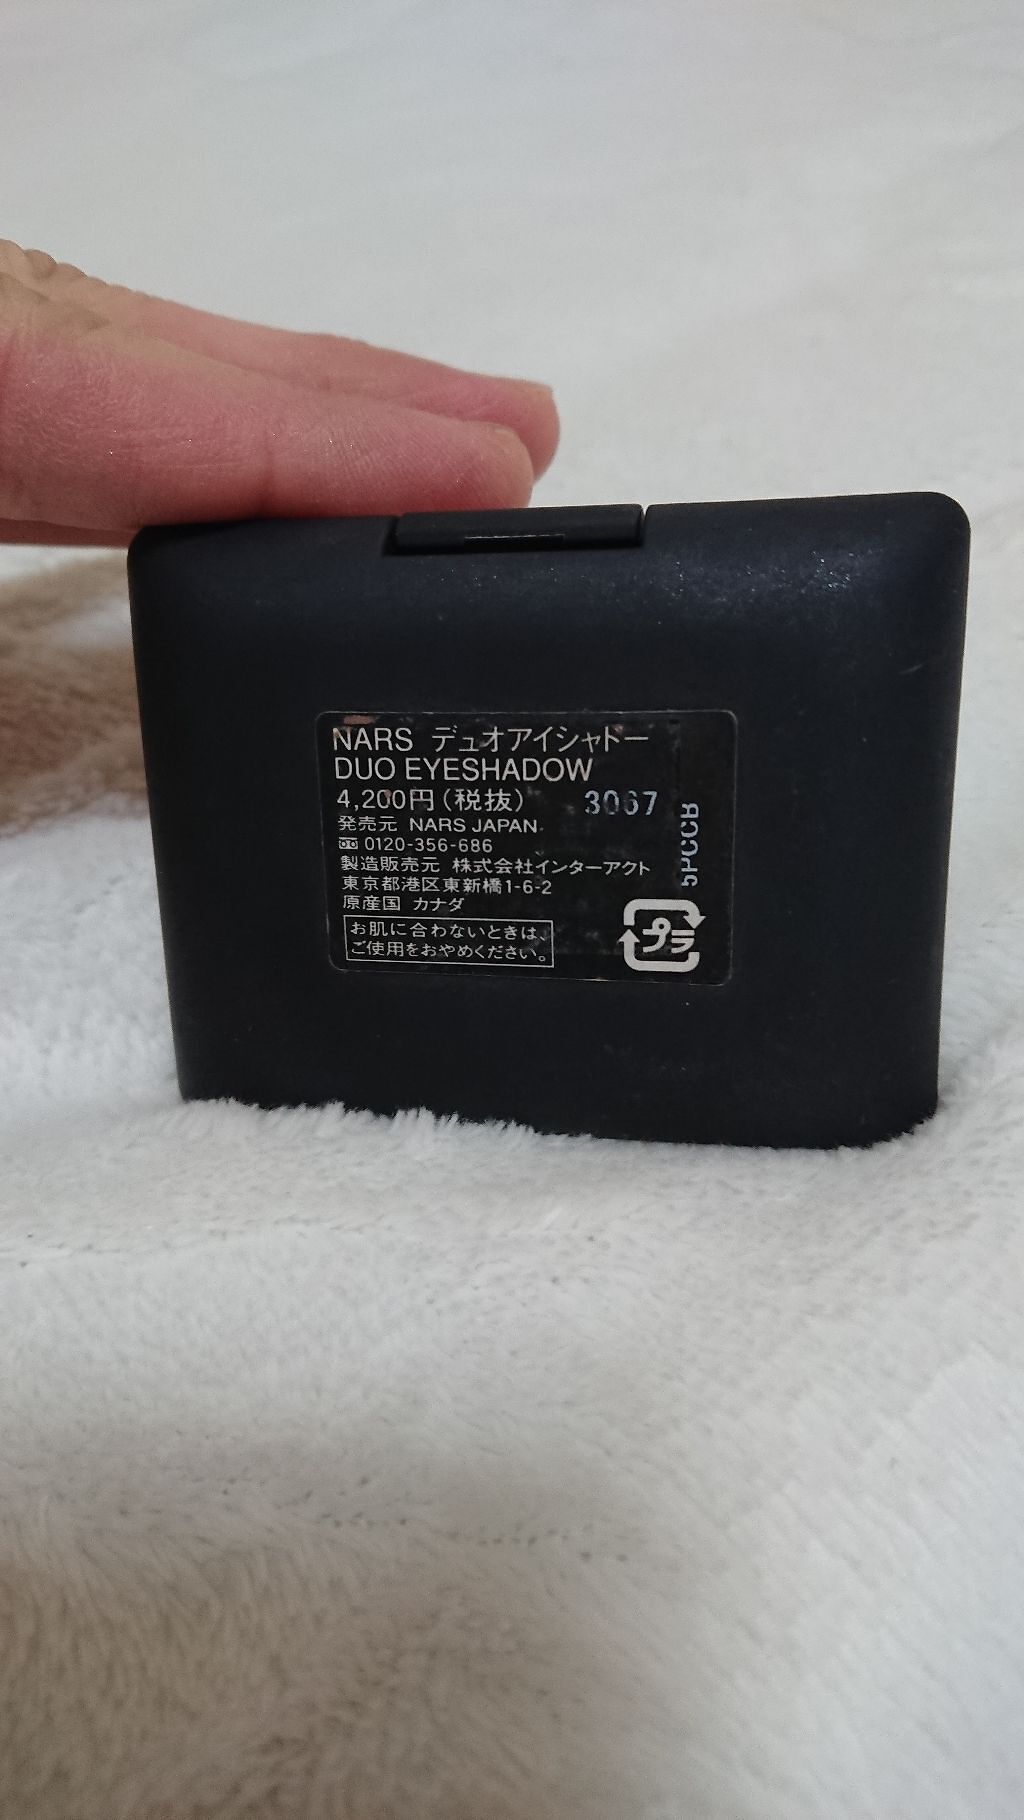 NARS デュオアイシャドー
DUO EYESHADOW
4,200円(税抜) 3067
発売元 NARS JAPAN
0120-356-686
製造販売元 株式会社インターアクト
東京都港区東新橋1-6-2
原産国 カナダ
お肌に合わないときは、
ご使用をおやめください。
プラ
5PCCB